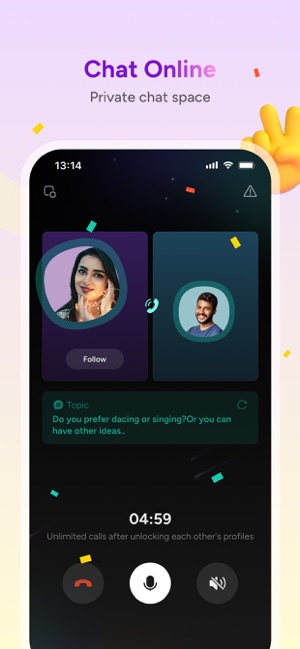 Chat Online
Private chat space
13:14
Follow
Topic
Do you prefer dacing or singing?Or you can
have other ideas..
04:59
Unlimited calls after unlocking each other's profiles